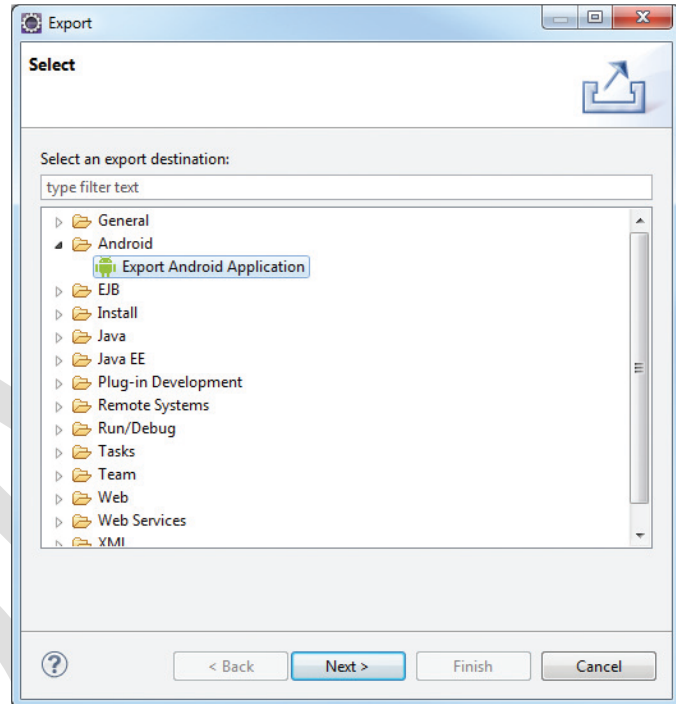 Export
Select
Select an export destination:
type filter text
General
Android
Export Android Application
EJB
Install
Java
Java EE
Plug-in Development
Remote Systems
Run/Debug
Tasks
Team
Web
Web Services
XML
?
< Back Next > Finish Cancel